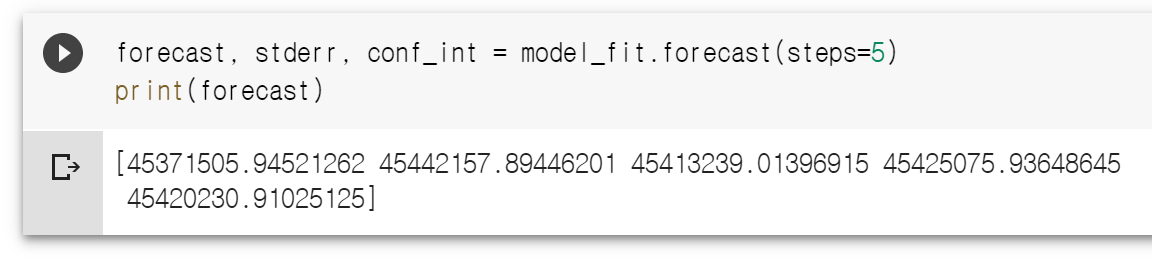 forecast, stderr, conf_int = model_fit.forecast(steps=5)
print(forecast)
[45371505.94521262 45442157.89446201 45413239.01396915 45425075.93648645
45420230.91025125]